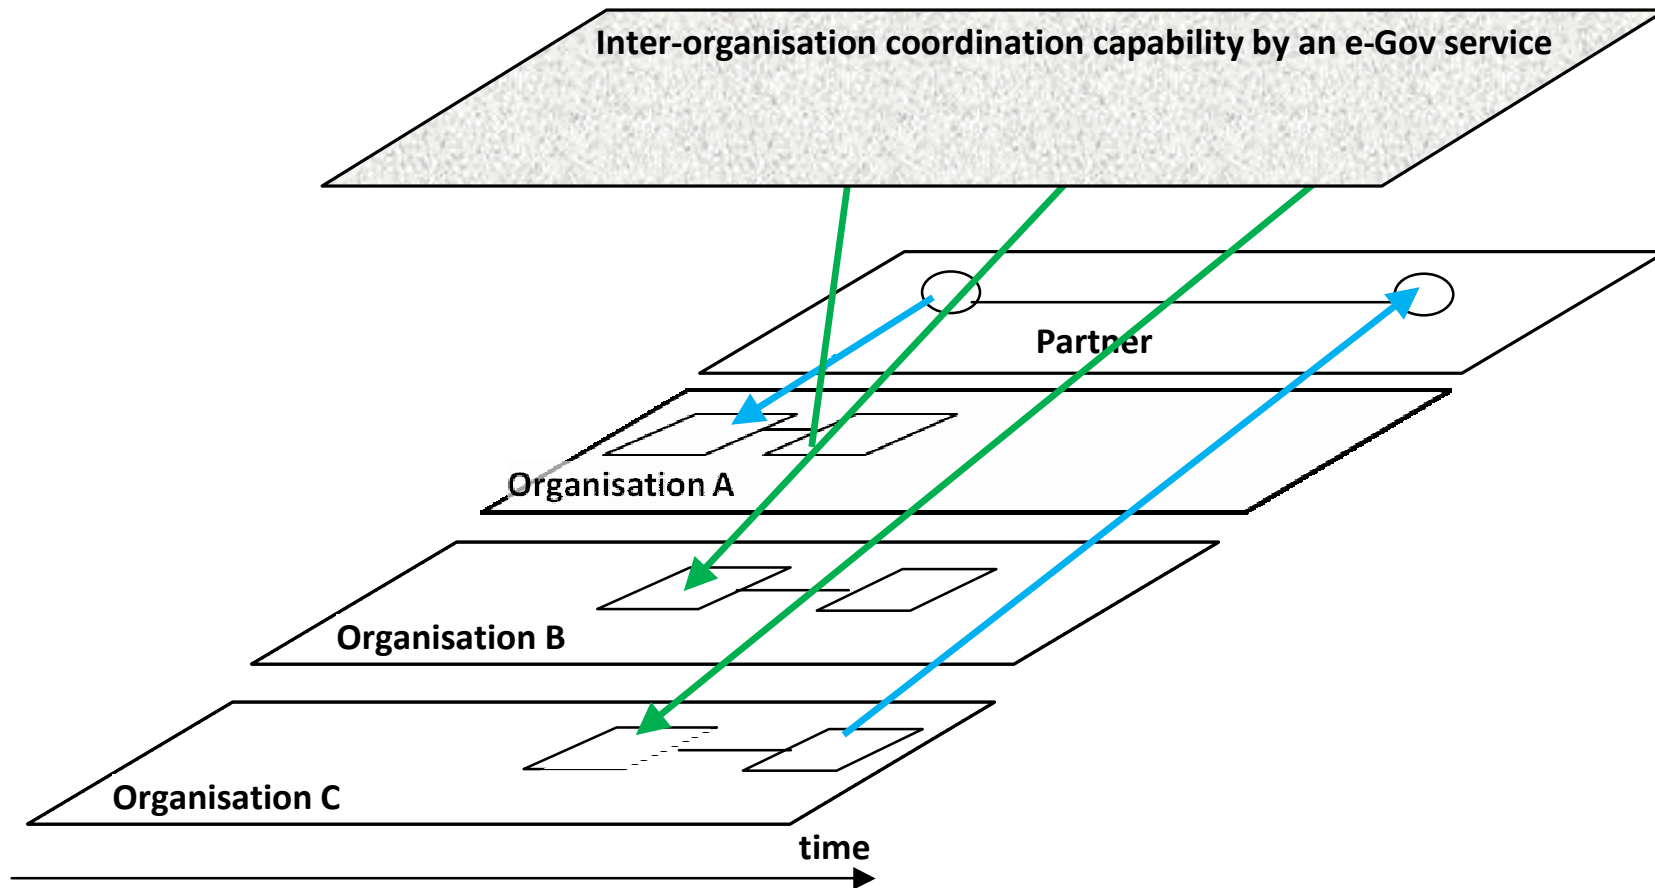 Inter-organisation coordination capability by an e-Gov service
Partner
Organisation A
Organisation B
Organisation C
time